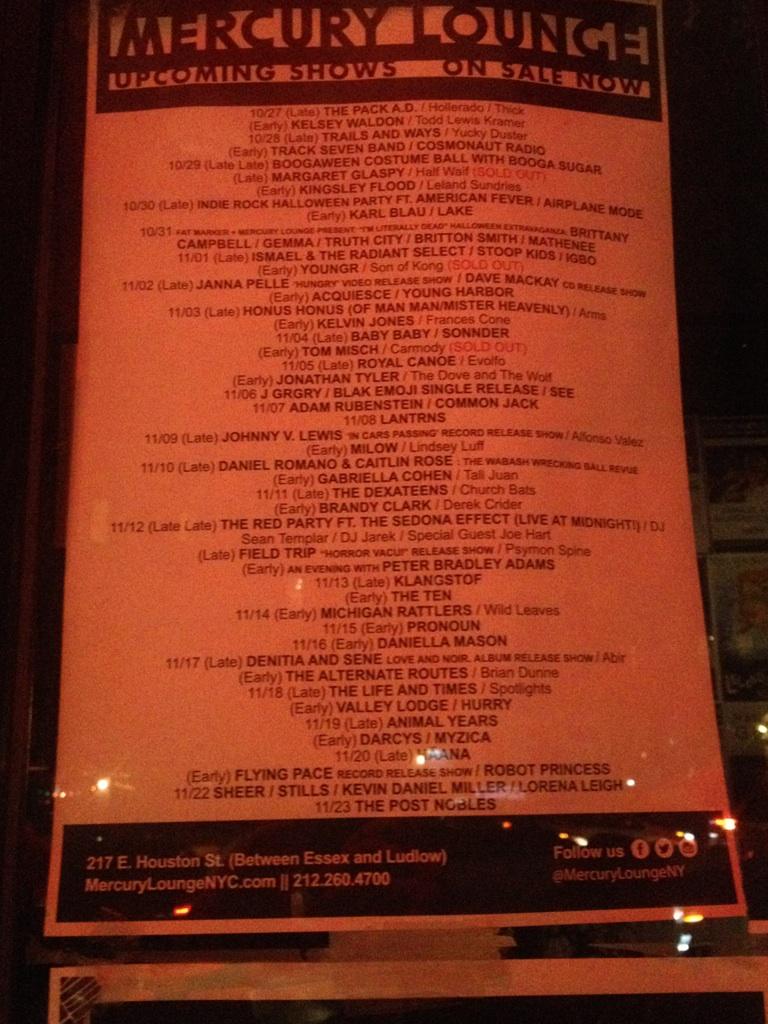 MERCURY LOUNGE
UPCOMING SHOWS ON SALE NOW
10/27 (Late) THE PACK A.D. / Hollerado / Thick
(Early) KELSEY WALDON / Todd Lewis Kramer
10/28 (Late) TRAILS AND WAYS / Yucky Duster
(Early) TRACK SEVEN BAND / COSMONAUT RADIO
10/29 (Late Late) BOOGAWEEN COSTUME BALL WITH BOOGA SUGAR
(Late) MARGARET GLASPY / Half Waif (SOLD OUT)
(Early) KINGSLEY FLOOD / Leland Sundries
10/30 (Late) INDIE ROCK HALLOWEEN PARTY FT. AMERICAN FEVER / AIRPLANE MODE
(Early) KARL BLAU / LAKE
10/31 FAT MARKER + MERCURY LOUNGE PRESENT: "I'M LITERALLY DEAD" HALLOWEEN EXTRAVAGANZA: BRITTANY
CAMPBELL / GEMMA / TRUTH CITY / BRITTON SMITH / MATHENEE
11/01 (Late) ISMAEL & THE RADIANT SELECT / STOOP KIDS / IGBO
(Early) YOUNGR / Son of Kong (SOLD OUT)
11/02 (Late) JANNA PELLE "HUNGRY" VIDEO RELEASE SHOW / DAVE MACKAY CD RELEASE SHOW
(Early) ACQUIESCE / YOUNG HARBOR
11/03 (Late) HONUS HONUS (OF MAN MAN/MISTER HEAVENLY) / Arms
(Early) KELVIN JONES / Frances Cone
11/04 (Late) BABY BABY / SONNDER
(Early) TOM MISCH / Carmody (SOLD OUT)
11/05 (Late) ROYAL CANOE / Evolfo
(Early) JONATHAN TYLER / The Dove and The Wolf
11/06 J GRGRY / BLAK EMOJI SINGLE RELEASE / SEE
11/07 ADAM RUBENSTEIN / COMMON JACK
11/08 LANTRNS
11/09 (Late) JOHNNY V. LEWIS "IN CARS PASSING" RECORD RELEASE SHOW / Alfonso Valez
(Early) MILOW / Lindsey Luff
11/10 (Late) DANIEL ROMANO & CAITLIN ROSE : THE WABASH WRECKING BALL REVUE
(Early) GABRIELLA COHEN / Tall Juan
11/11 (Late) THE DEXATEENS / Church Bats
(Early) BRANDY CLARK / Derek Crider
11/12 (Late Late) THE RED PARTY FT. THE SEDONA EFFECT (LIVE AT MIDNIGHT!) / DJ
Sean Templar / DJ Jarek / Special Guest Joe Hart
(Late) FIELD TRIP "HORROR VACUI" RELEASE SHOW / Psymon Spine
(Early) AN EVENING WITH PETER BRADLEY ADAMS
11/13 (Late) KLANGSTOF
(Early) THE TEN
11/14 (Early) MICHIGAN RATTLERS / Wild Leaves
11/15 (Early) PRONOUN
11/16 (Early) DANIELLA MASON
11/17 (Late) DENITIA AND SENE LOVE AND NOIR. ALBUM RELEASE SHOW / Abir
(Early) THE ALTERNATE ROUTES / Brian Dunne
11/18 (Late) THE LIFE AND TIMES / Spotlights
(Early) VALLEY LODGE / HURRY
11/19 (Late) ANIMAL YEARS
(Early) DARCYS / MYZICA
11/20 (Late)
(Early) FLYING PACE RECORD RELEASE SHOW / ROBOT PRINCESS
11/22 SHEER / STILLS / KEVIN DANIEL MILLER / LORENA LEIGH
11/23 THE POST NOBLES
217 E. Houston St. (Between Essex and Ludlow)
MercuryLoungeNYC.com || 212.260.4700
Follow us
@MercuryLoungeNY